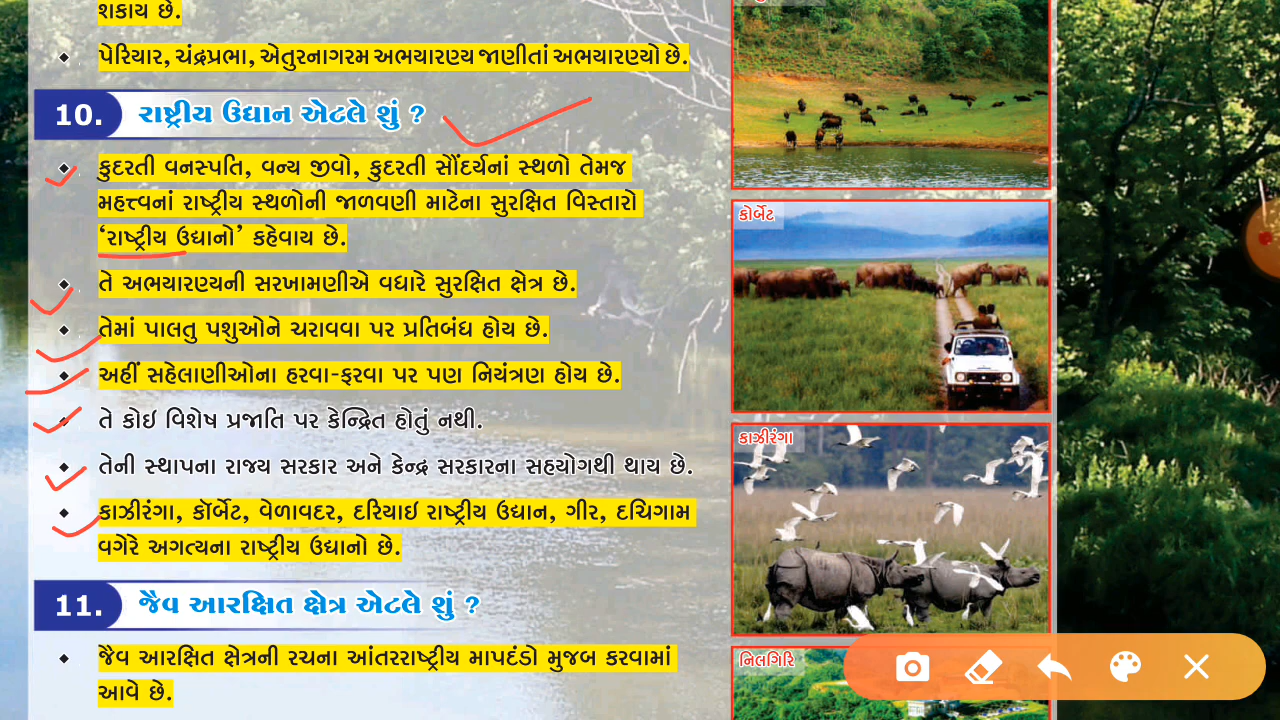 શકાય છે.
પેરિયાર, ચંદ્રપ્રભા, એતુરનાગરમ અભયારણ્ય જાણીતાં અભયારણ્યો છે.
10. રાષ્ટ્રીય ઉદ્યાન એટલે શું ?
કુદરતી વનસ્પતિ, વન્ય જીવો, કુદરતી સૌંદર્યનાં સ્થળો તેમજ
મહત્ત્વનાં રાષ્ટ્રીય સ્થળોની જાળવણી માટેના સુરક્ષિત વિસ્તારો
‘રાષ્ટ્રીય ઉદ્યાનો’ કહેવાય છે.
તે અભયારણ્યની સરખામણીએ વધારે સુરક્ષિત ક્ષેત્ર છે.
તેમાં પાલતુ પશુઓને ચરાવવા પર પ્રતિબંધ હોય છે.
અહીં સહેલાણીઓના હરવા-ફરવા પર પણ નિયંત્રણ હોય છે.
તે કોઇ વિશેષ પ્રજાતિ પર કેન્દ્રિત હોતું નથી.
તેની સ્થાપના રાજ્ય સરકાર અને કેન્દ્ર સરકારના સહયોગથી થાય છે.
કાઝીરંગા, કૉર્બેટ, વેળાવદર, દરિયાઇ રાષ્ટ્રીય ઉદ્યાન, ગીર, દચિગામ
વગેરે અગત્યના રાષ્ટ્રીય ઉદ્યાનો છે.
11. જૈવ આરક્ષિત ક્ષેત્ર એટલે શું ?
જૈવ આરક્ષિત ક્ષેત્રની રચના આંતરરાષ્ટ્રીય માપદંડો મુજબ કરવામાં
આવે છે.
કોર્બેટ
કાઝીરંગા
નિલગિરિ